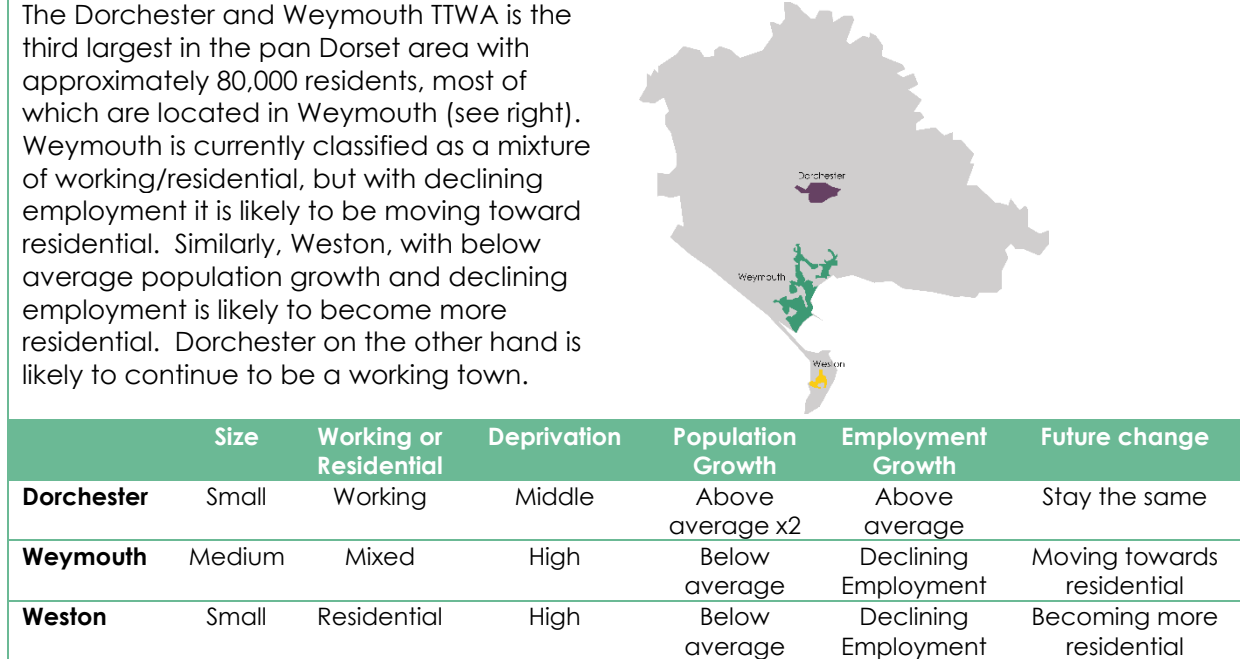 The Dorchester and Weymouth TTWA is the
third largest in the pan Dorset area with
approximately 80,000 residents, most of
which are located in Weymouth (see right).
Weymouth is currently classified as a mixture
of working/residential, but with declining
employment it is likely to be moving toward
residential. Similarly, Weston, with below
average population growth and declining
employment is likely to become more
residential. Dorchester on the other hand is
likely to continue to be a working town.
Dorchester
Weymouth
Weston
Size Working or Deprivation Population Employment Future change
Residential Growth Growth
Dorchester Small Working Middle Above Above Stay the same
average x2 average
Weymouth Medium Mixed High Below Declining Moving towards
average Employment residential
Weston Small Residential High Below Declining Becoming more
average Employment residential